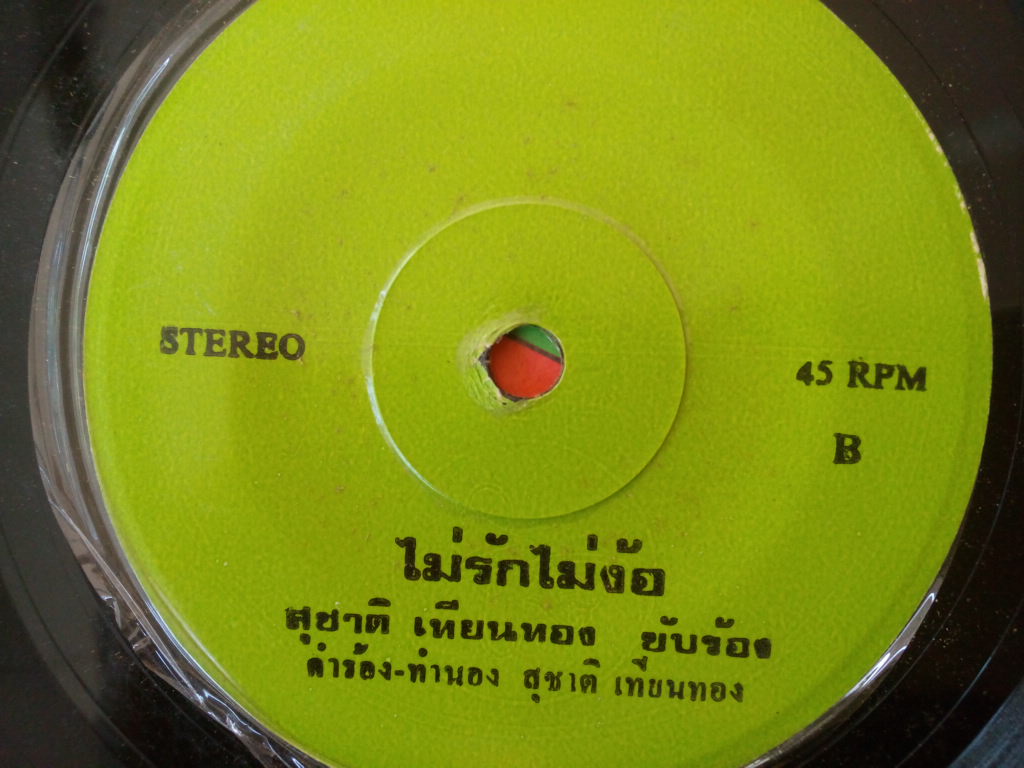 STEREO
45 RPM
B
ไม่รักไม่ง้อ
สุชาติ เทียนทอง ขับร้อง
คำร้อง-ทำนอง สุชาติ เทียนทอง